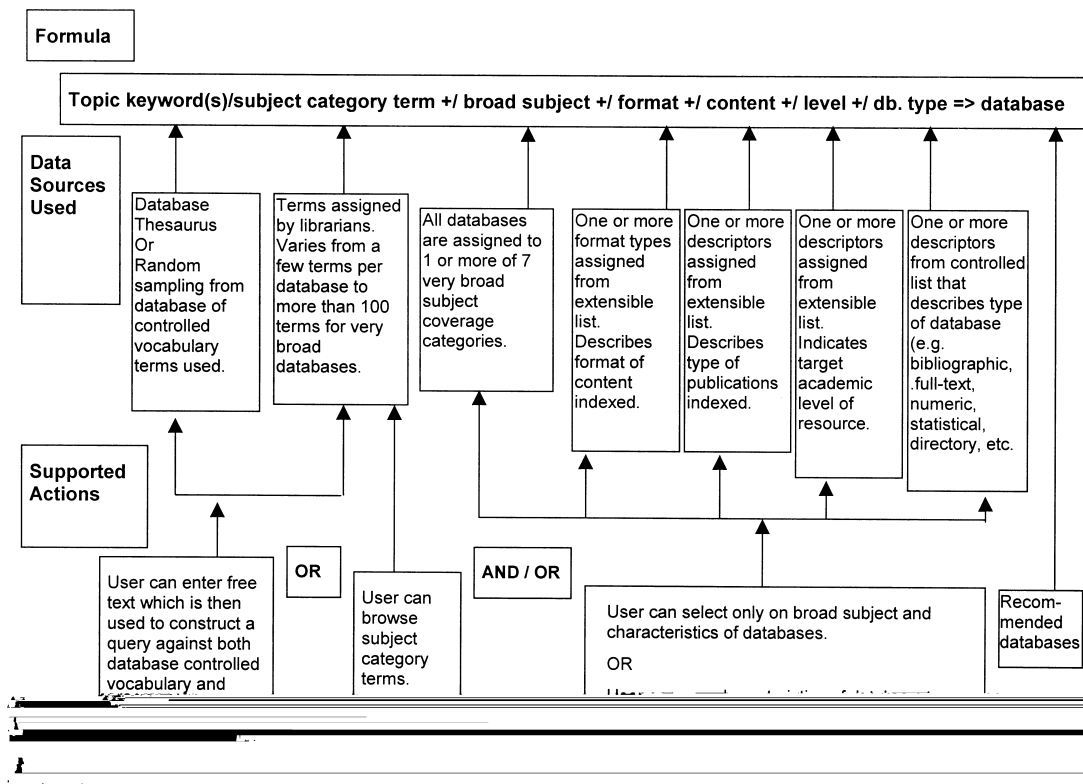 Formula
Topic keyword(s)/subject category term +/ broad subject +/ format +/ content +/ level +/ db. type => database
Data
Sources
Used
Database
Thesaurus
Or
Random
sampling from
database of
controlled
vocabulary
terms used.
Terms assigned
by librarians.
Varies from a
few terms per
database to
more than 100
terms for very
broad
databases.
All databases
are assigned to
1 or more of 7
very broad
subject
coverage
categories.
One or more
format types
assigned
from
extensible
list.
Describes
format of
content
indexed.
One or more
descriptors
assigned
from
extensible
list.
Describes
type of
publications
indexed.
One or more
descriptors
assigned
from
extensible
list.
Indicates
target
academic
level of
resource.
One or more
descriptors
from controlled
list that
describes type
of database
(e.g.
bibliographic,
.full-text,
numeric,
statistical,
directory, etc.
Supported
Actions
User can enter free
text which is then
used to construct a
query against both
database controlled
vocabulary and
OR
User can
browse
subject
category
terms.
AND / OR
User can select only on broad subject and
characteristics of databases.
OR
Recom-
mended
databases